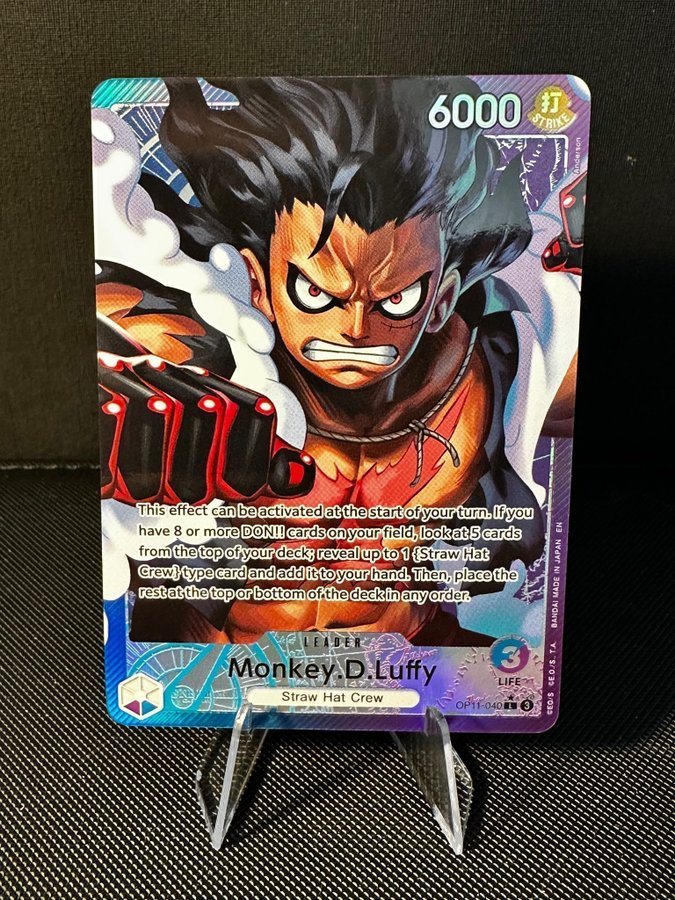 6000
打
STRIKE
Anderson
This effect can be activated at the start of your turn. If you
have 8 or more DON!! cards on your field, look at 5 cards
from the top of your deck; reveal up to 1 {Straw Hat
Crew} type card and add it to your hand. Then, place the
rest at the top or bottom of the deck in any order.
LEADER
Monkey.D.Luffy
Straw Hat Crew
3
LIFE
OP11-040 L 3
©E.O./S ©E.O./S., T.A. BANDAI MADE IN JAPAN EN